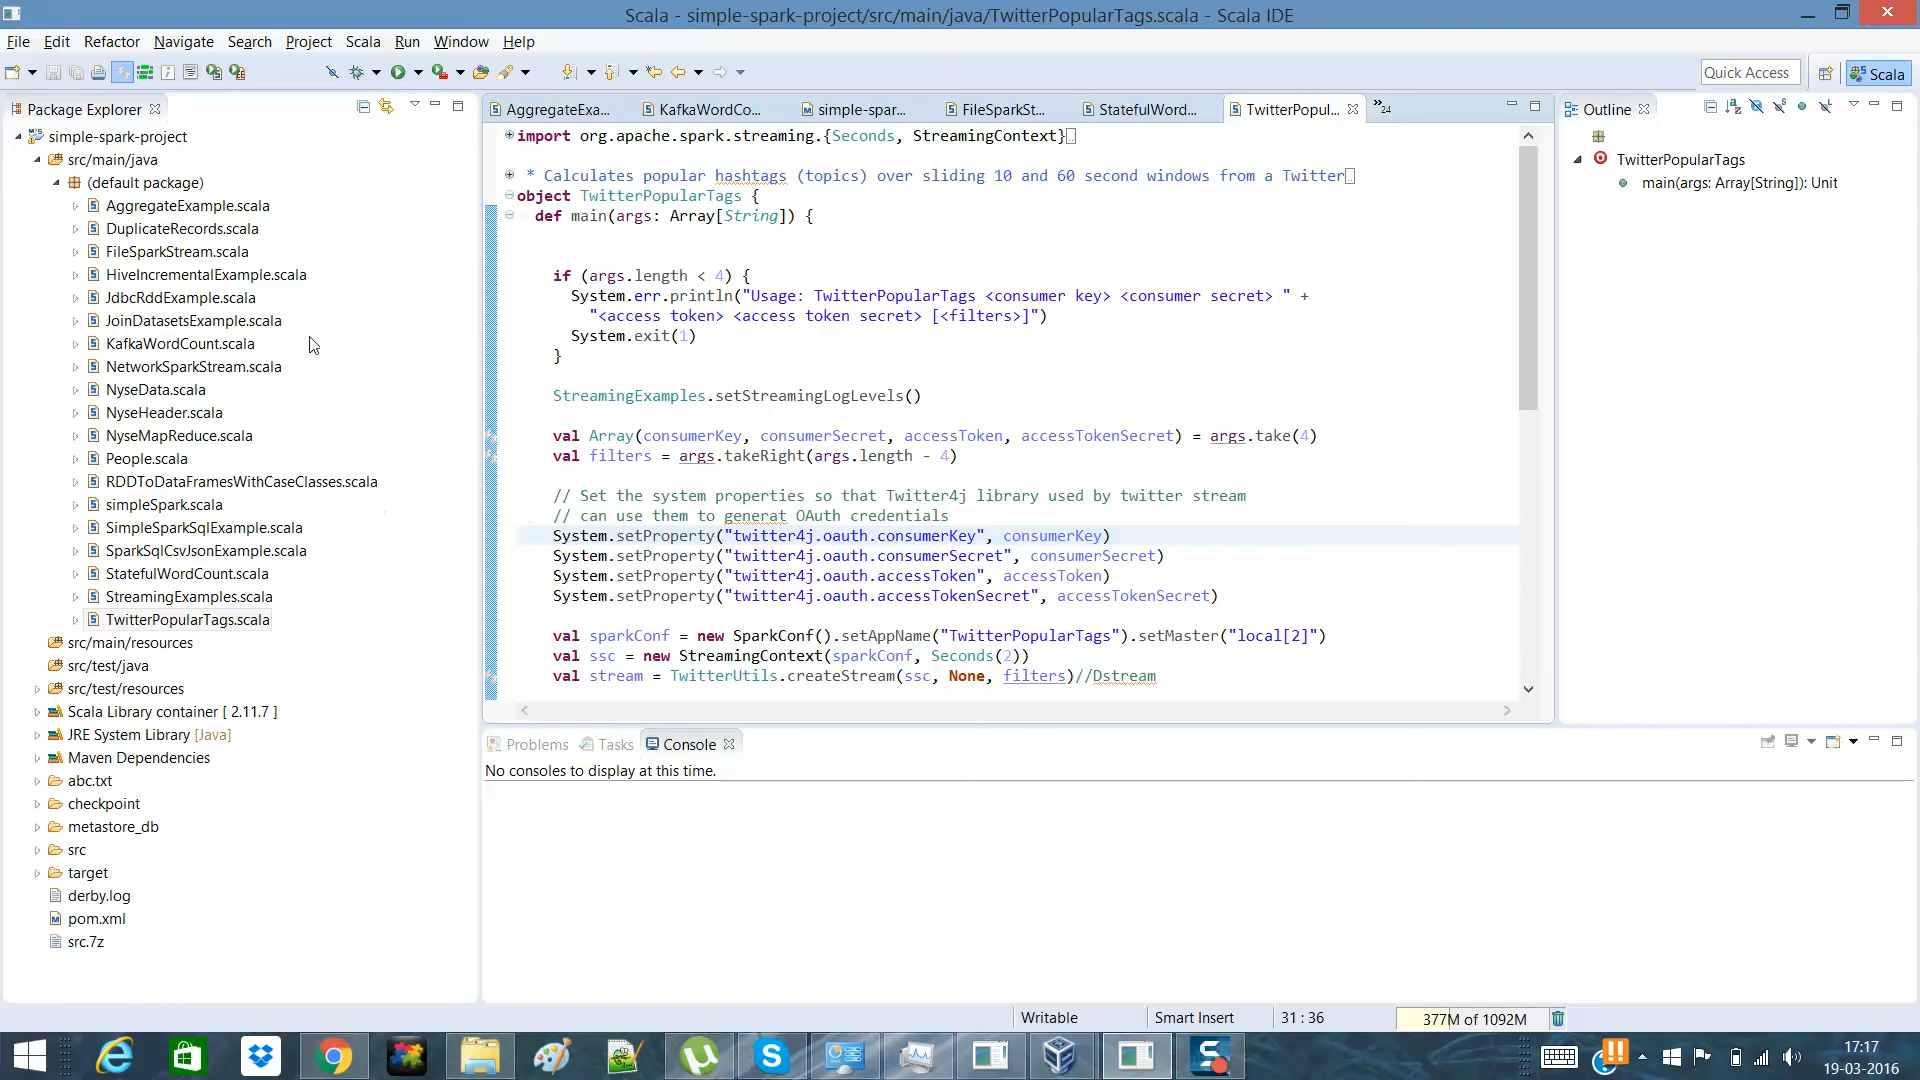 Scala - simple-spark-project/src/main/java/TwitterPopularTags.scala - Scala IDE
File Edit Refactor Navigate Search Project Scala Run Window Help
Quick Access
Scala
Package Explorer
simple-spark-project
src/main/java
(default package)
AggregateExample.scala
DuplicateRecords.scala
FileSparkStream.scala
HiveIncrementalExample.scala
JdbcRddExample.scala
JoinDatasetsExample.scala
KafkaWordCount.scala
NetworkSparkStream.scala
NyseData.scala
NyseHeader.scala
NyseMapReduce.scala
People.scala
RDDToDataFramesWithCaseClasses.scala
simpleSpark.scala
SimpleSparkSqlExample.scala
SparkSqlCsvJsonExample.scala
StatefulWordCount.scala
StreamingExamples.scala
TwitterPopularTags.scala
src/main/resources
src/test/java
src/test/resources
Scala Library container [ 2.11.7 ]
JRE System Library [Java]
Maven Dependencies
abc.txt
checkpoint
metastore_db
src
target
derby.log
pom.xml
src.7z
AggregateExa... KafkaWordCo... simple-spar... FileSparkSt... StatefulWord... TwitterPopul... »24
import org.apache.spark.streaming.{Seconds, StreamingContext}
* Calculates popular hashtags (topics) over sliding 10 and 60 second windows from a Twitter
object TwitterPopularTags {
def main(args: Array[String]) {
if (args.length < 4) {
System.err.println("Usage: TwitterPopularTags <consumer key> <consumer secret> " +
"<access token> <access token secret> [<filters>]")
System.exit(1)
}
StreamingExamples.setStreamingLogLevels()
val Array(consumerKey, consumerSecret, accessToken, accessTokenSecret) = args.take(4)
val filters = args.takeRight(args.length - 4)
// Set the system properties so that Twitter4j library used by twitter stream
// can use them to generat OAuth credentials
System.setProperty("twitter4j.oauth.consumerKey", consumerKey)
System.setProperty("twitter4j.oauth.consumerSecret", consumerSecret)
System.setProperty("twitter4j.oauth.accessToken", accessToken)
System.setProperty("twitter4j.oauth.accessTokenSecret", accessTokenSecret)
val sparkConf = new SparkConf().setAppName("TwitterPopularTags").setMaster("local[2]")
val ssc = new StreamingContext(sparkConf, Seconds(2))
val stream = TwitterUtils.createStream(ssc, None, filters)//Dstream
Outline
TwitterPopularTags
main(args: Array[String]): Unit
Problems Tasks Console
No consoles to display at this time.
Writable Smart Insert 31 : 36 377M of 1092M
17:17
19-03-2016